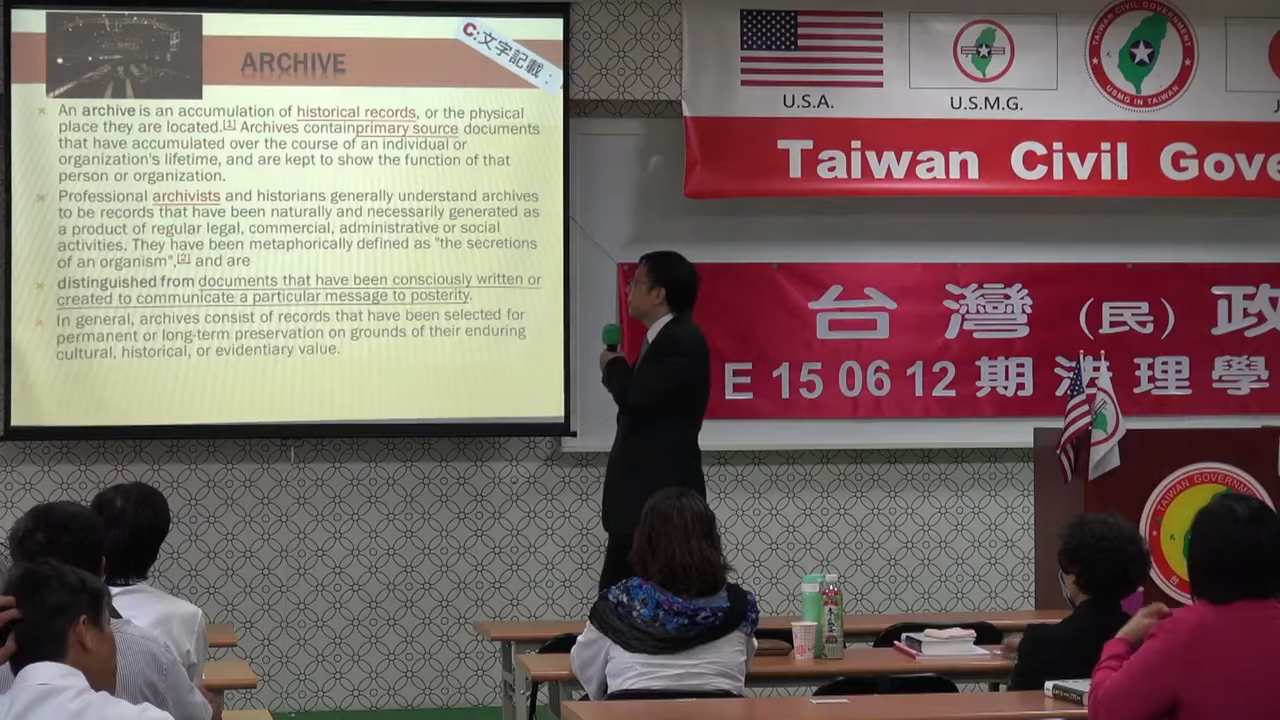 C:文字記載：
ARCHIVE
An archive is an accumulation of historical records, or the physical
place they are located.[1] Archives containprimary source documents
that have accumulated over the course of an individual or
organization's lifetime, and are kept to show the function of that
person or organization.
Professional archivists and historians generally understand archives
to be records that have been naturally and necessarily generated as
a product of regular legal, commercial, administrative or social
activities. They have been metaphorically defined as "the secretions
of an organism",[2] and are
distinguished from documents that have been consciously written or
created to communicate a particular message to posterity.
In general, archives consist of records that have been selected for
permanent or long-term preservation on grounds of their enduring
cultural, historical, or evidentiary value.
U.S.A.
U.S.M.G.
TAIWAN CIVIL GOVERNMENT
USMG IN TAIWAN
J
Taiwan Civil Gove
台灣(民)政
E 15 06 12 期 法理學
TAIWAN GOVERNME
台